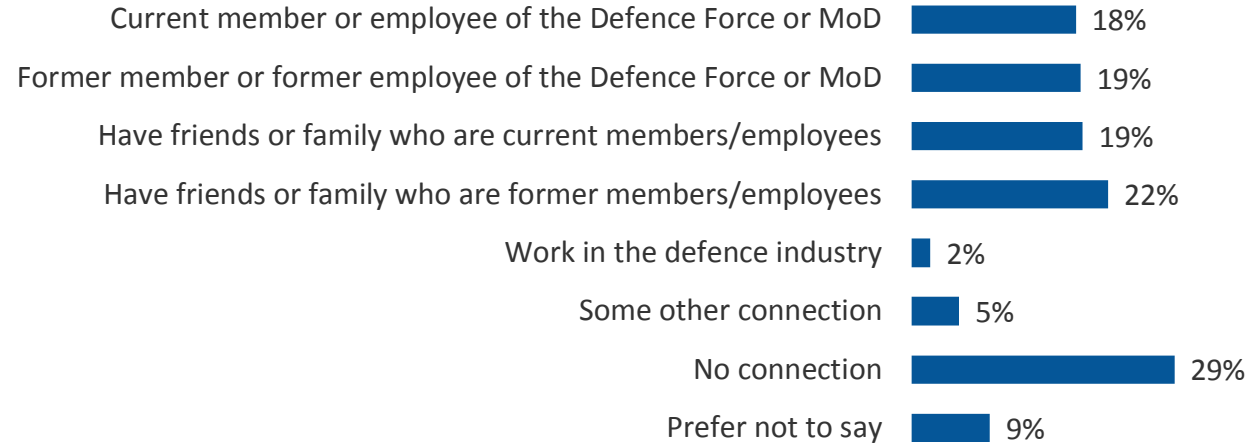 Current member or employee of the Defence Force or MoD 18%
Former member or former employee of the Defence Force or MoD 19%
Have friends or family who are current members/employees 19%
Have friends or family who are former members/employees 22%
Work in the defence industry 2%
Some other connection 5%
No connection 29%
Prefer not to say 9%